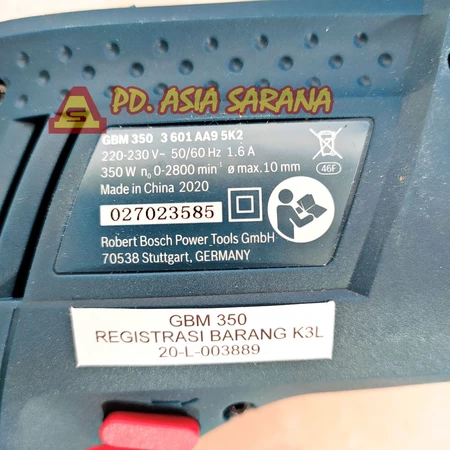 PD. ASIA SARANA
GBM 350 3 601 AA9 5K2
220-230 V~ 50/60 Hz 1.6 A
350 W n₀ 0-2800 min⁻¹ ø max.10 mm
Made in China 2020
46F
027023585
Robert Bosch Power Tools GmbH
70538 Stuttgart, GERMANY
GBM 350
REGISTRASI BARANG K3L
20-L-003889